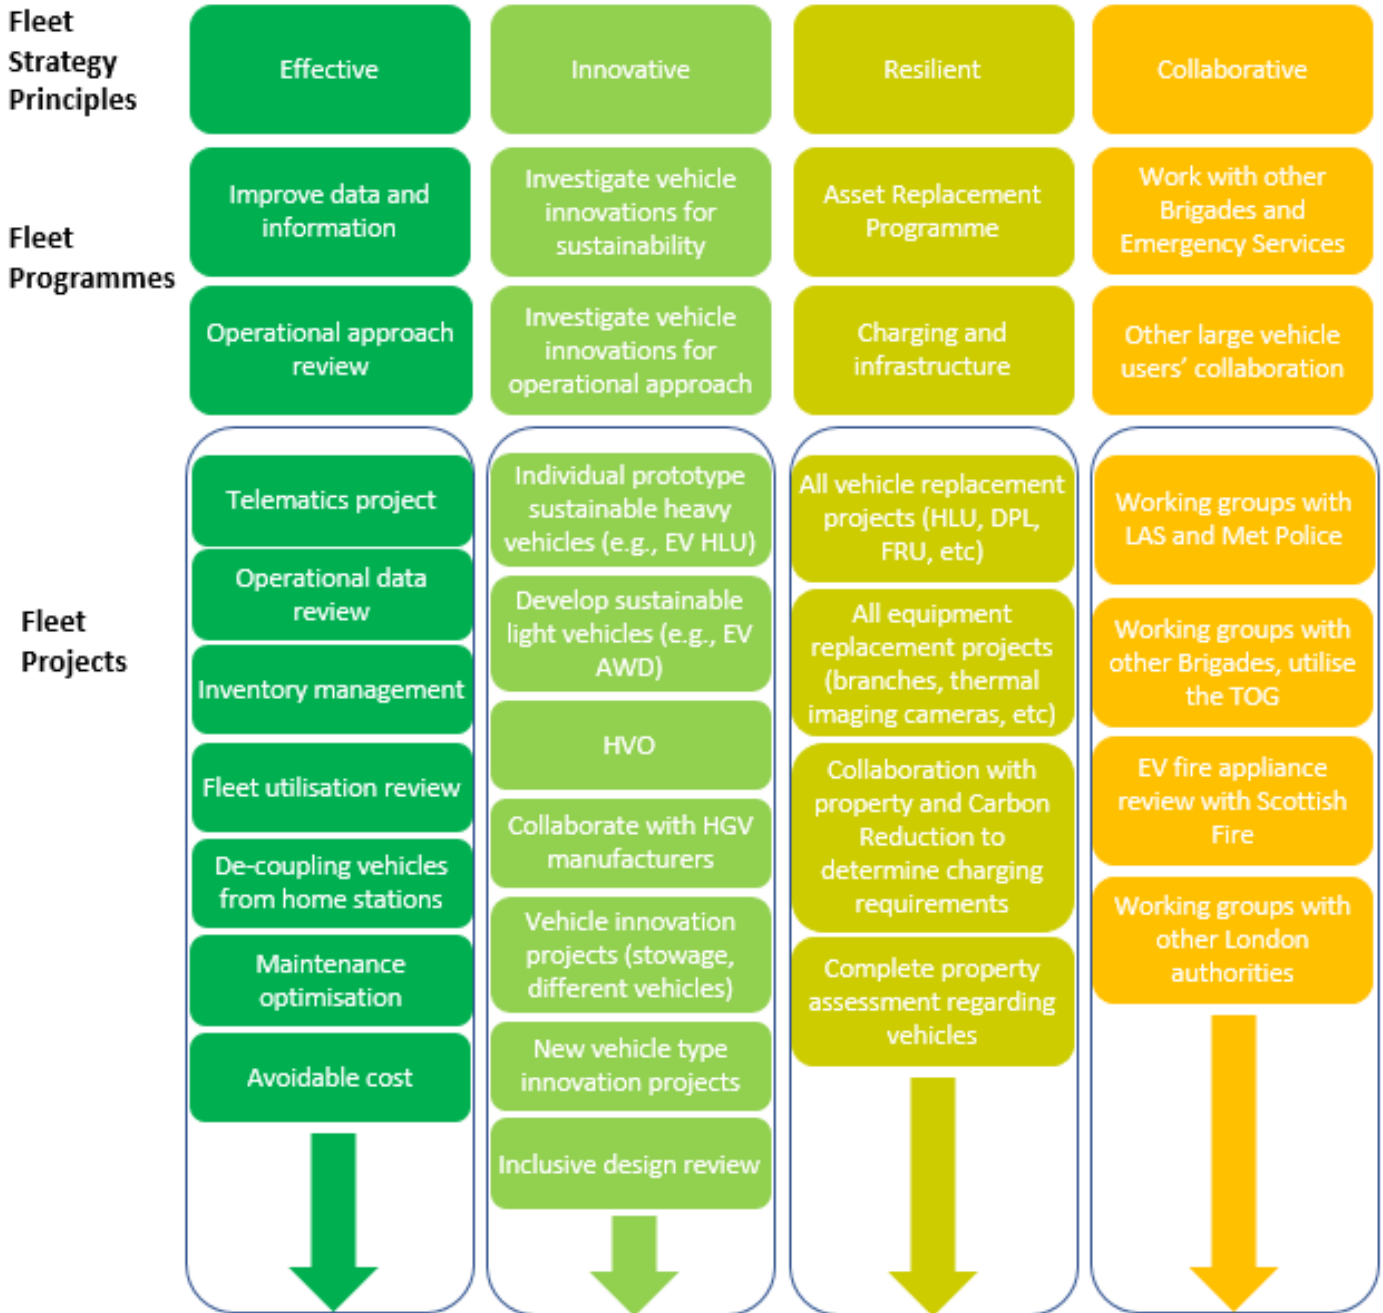 Fleet
Strategy
Principles
Effective
Innovative
Resilient
Collaborative
Fleet
Programmes
Improve data and
information
Investigate vehicle
innovations for
sustainability
Asset Replacement
Programme
Work with other
Brigades and
Emergency Services
Operational approach
review
Investigate vehicle
innovations for
operational approach
Charging and
infrastructure
Other large vehicle
users’ collaboration
Fleet
Projects
Telematics project
Operational data
review
Inventory management
Fleet utilisation review
De-coupling vehicles
from home stations
Maintenance
optimisation
Avoidable cost
Individual prototype
sustainable heavy
vehicles (e.g., EV HLU)
Develop sustainable
light vehicles (e.g., EV
AWD)
HVO
Collaborate with HGV
manufacturers
Vehicle innovation
projects (stowage,
different vehicles)
New vehicle type
innovation projects
Inclusive design review
All vehicle replacement
projects (HLU, DPL,
FRU, etc)
All equipment
replacement projects
(branches, thermal
imaging cameras, etc)
Collaboration with
property and Carbon
Reduction to
determine charging
requirements
Complete property
assessment regarding
vehicles
Working groups with
LAS and Met Police
Working groups with
other Brigades, utilise
the TOG
EV fire appliance
review with Scottish
Fire
Working groups with
other London
authorities